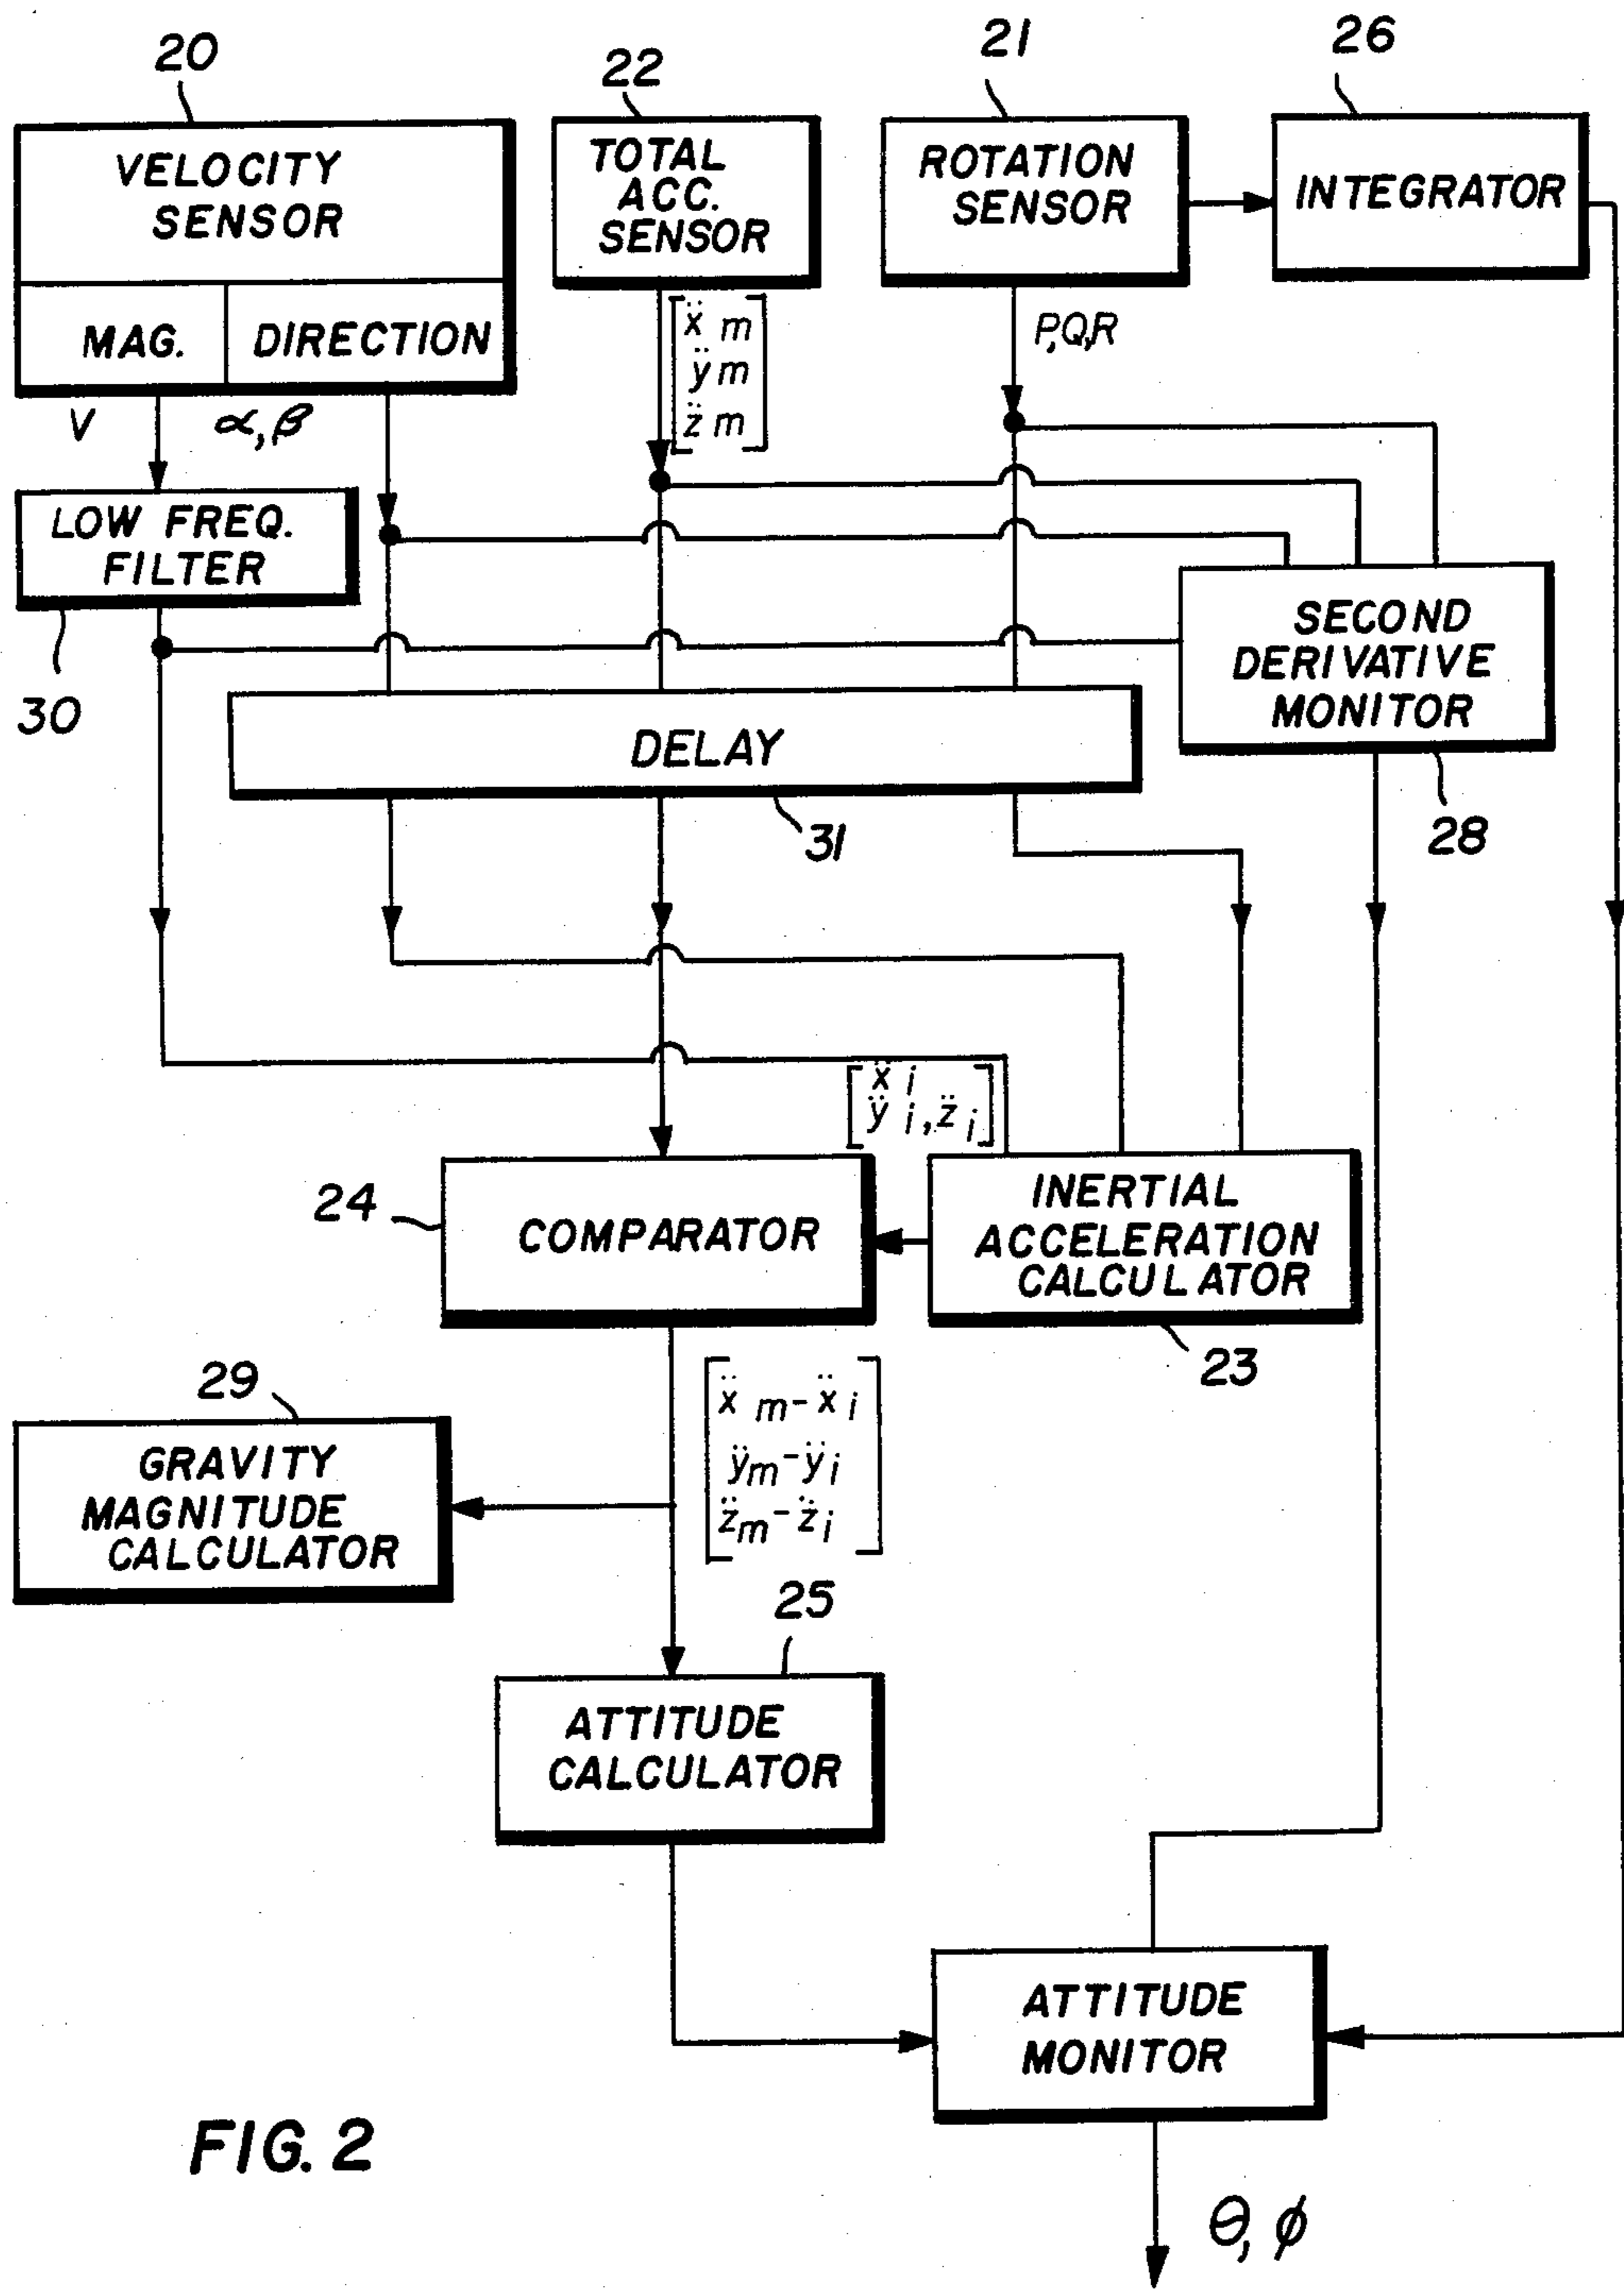 20
22
21
26
VELOCITY
SENSOR
MAG.
DIRECTION
TOTAL
ACC.
SENSOR
ROTATION
SENSOR
INTEGRATOR
ẍ m
ÿ m
z̈ m
P,Q,R
V
α,β
LOW FREQ.
FILTER
30
SECOND
DERIVATIVE
MONITOR
28
DELAY
31
ẍ i
ÿ i, z̈ i
24
COMPARATOR
INERTIAL
ACCELERATION
CALCULATOR
23
29
GRAVITY
MAGNITUDE
CALCULATOR
ẍ m - ẍ i
ÿ m - ÿ i
z̈ m - z̈ i
25
ATTITUDE
CALCULATOR
ATTITUDE
MONITOR
FIG. 2
θ, ϕ